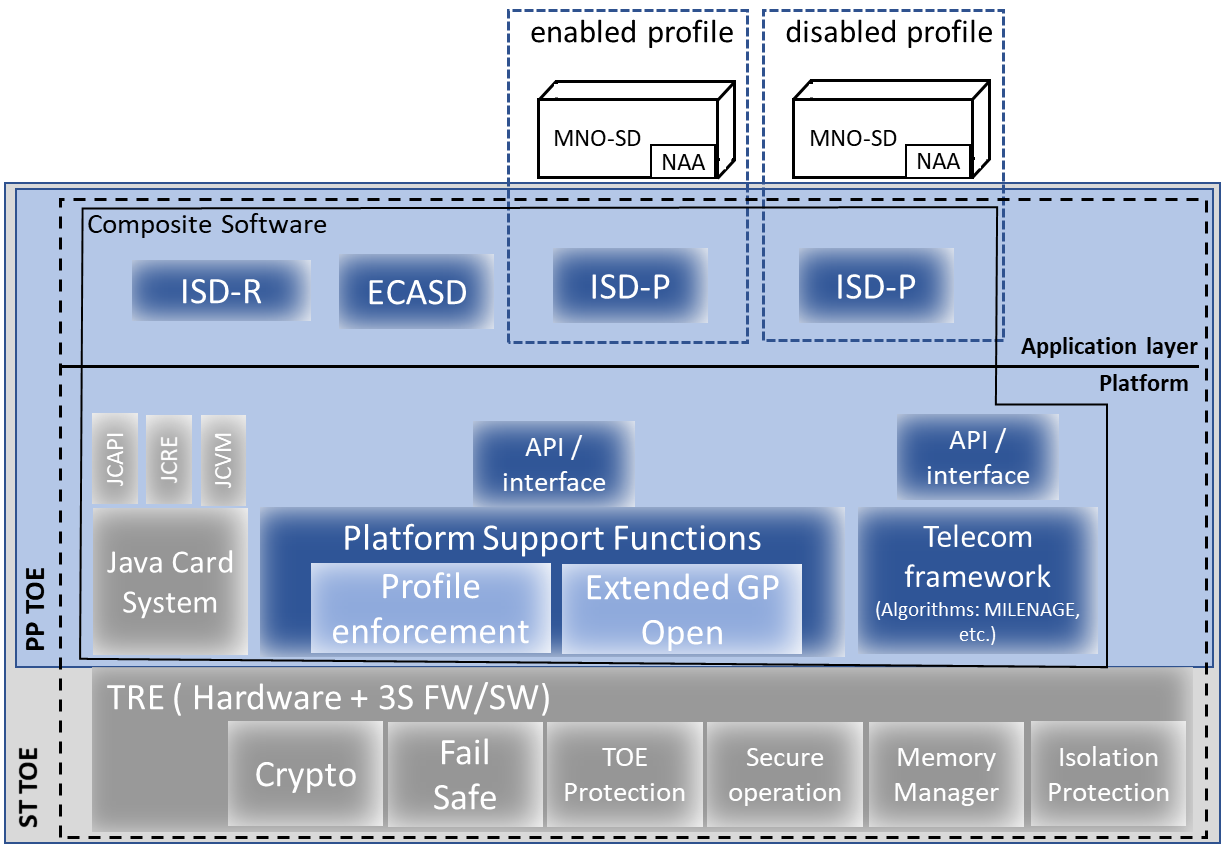 enabled profile
disabled profile
MNO-SD
NAA
MNO-SD
NAA
Composite Software
ISD-R
ECASD
ISD-P
ISD-P
Application layer
Platform
JCAPI
JCRE
JCVM
API /
interface
API /
interface
Java Card
System
Platform Support Functions
Profile
enforcement
Extended GP
Open
Telecom
framework
(Algorithms: MILENAGE,
etc.)
PP TOE
TRE ( Hardware + 3S FW/SW)
Crypto
Fail
Safe
TOE
Protection
Secure
operation
Memory
Manager
Isolation
Protection
ST TOE